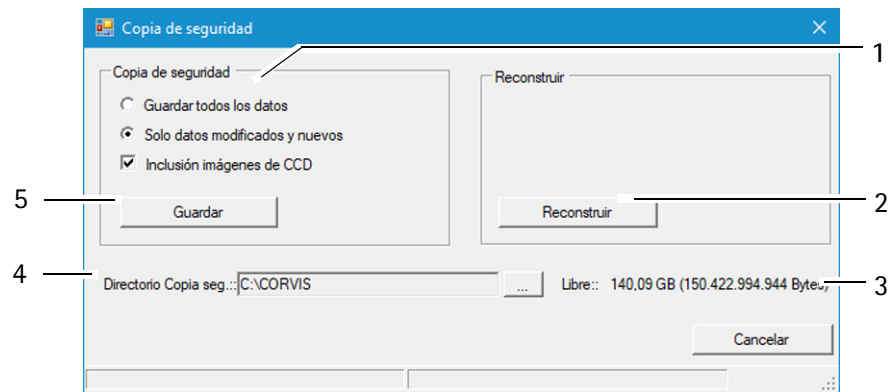 Copia de seguridad
1
Copia de seguridad
Reconstruir
Guardar todos los datos
Solo datos modificados y nuevos
Inclusión imágenes de CCD
5
Guardar
Reconstruir
2
4
Directorio Copia seg.:: C:\CORVIS ... Libre:: 140,09 GB (150.422.994.944 Bytes)
3
Cancelar